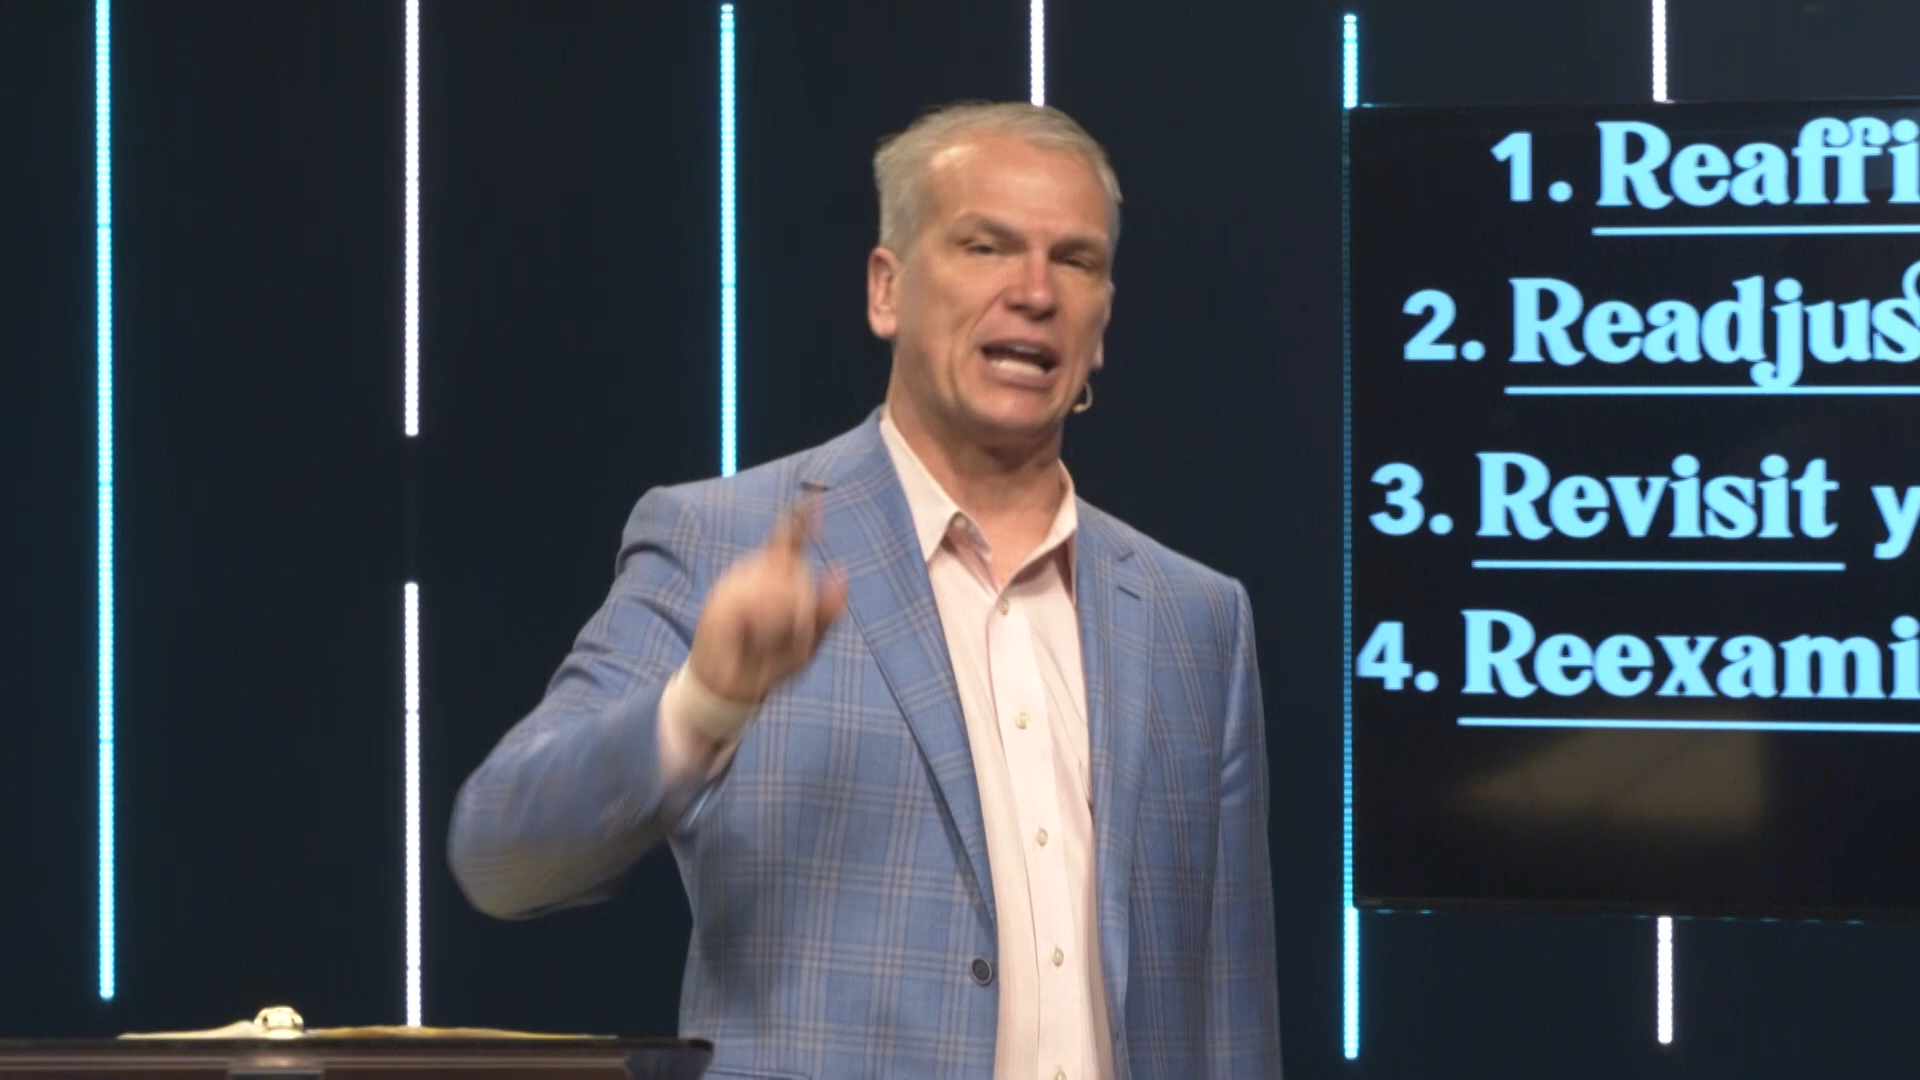 1. Reaffi
2. Readjus
3. Revisit y
4. Reexami